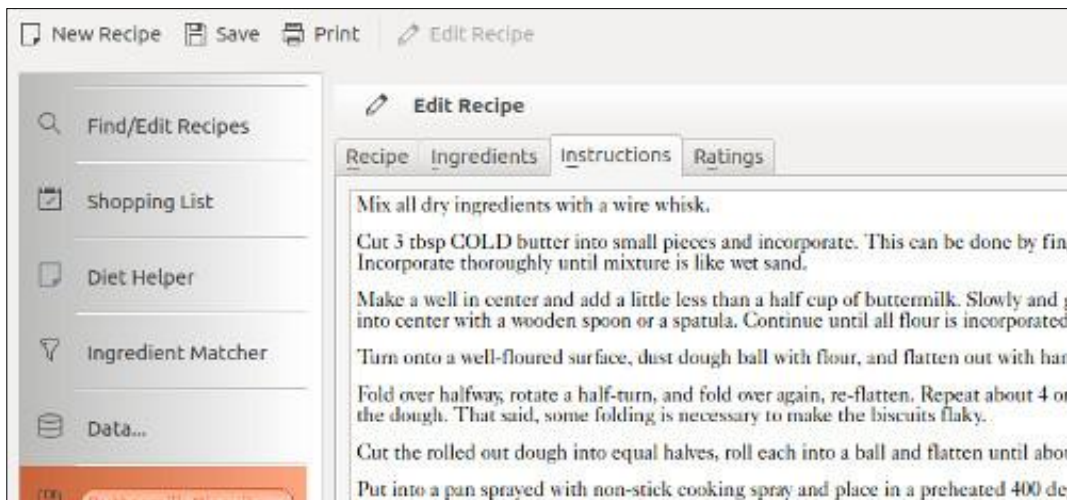 New Recipe Save Print Edit Recipe
Find/Edit Recipes
Shopping List
Diet Helper
Ingredient Matcher
Data...
Edit Recipe
Recipe Ingredients Instructions Ratings
Mix all dry ingredients with a wire whisk.
Cut 3 tbsp COLD butter into small pieces and incorporate. This can be done by fin
Incorporate thoroughly until mixture is like wet sand.
Make a well in center and add a little less than a half cup of buttermilk. Slowly and g
into center with a wooden spoon or a spatula. Continue until all flour is incorporated
Turn onto a well-floured surface, dust dough ball with flour, and flatten out with har
Fold over halfway, rotate a half-turn, and fold over again, re-flatten. Repeat about 4 or
the dough. That said, some folding is necessary to make the biscuits flaky.
Cut the rolled out dough into equal halves, roll each into a ball and flatten until abou
Put into a pan sprayed with non-stick cooking spray and place in a preheated 400 de